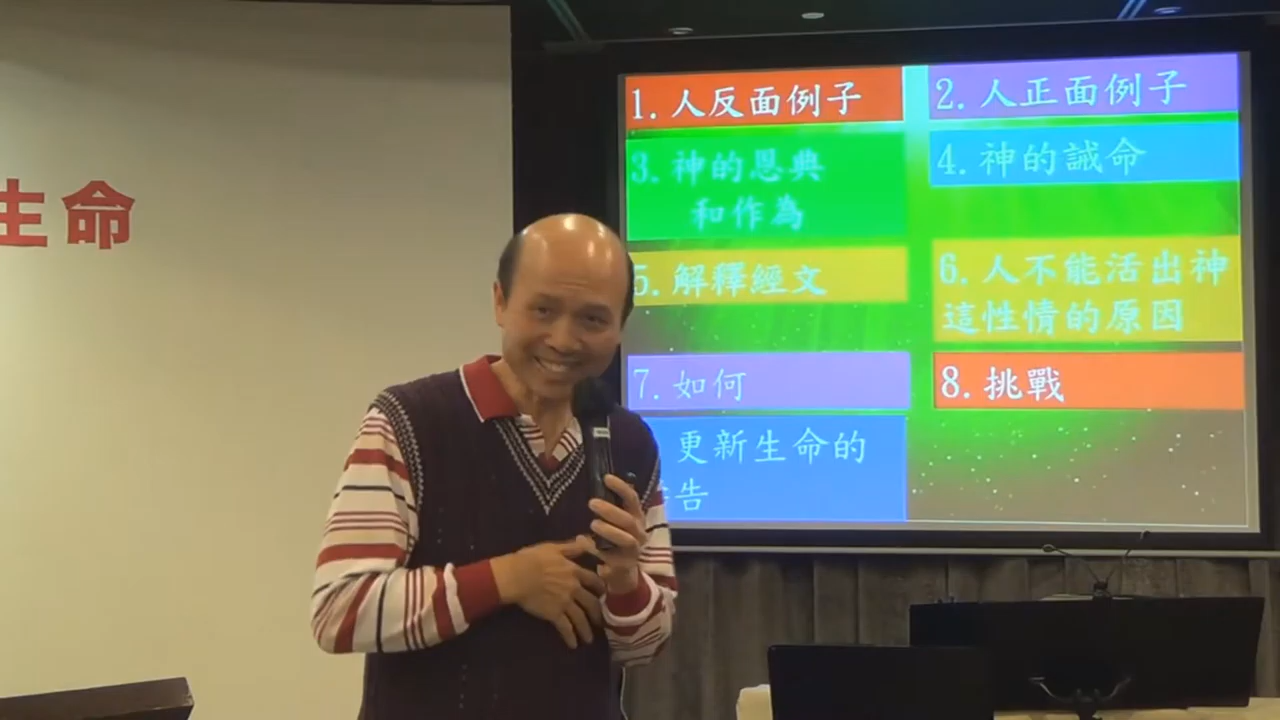 生命
1. 人反面例子
2. 人正面例子
3. 神的恩典
和作為
4. 神的誡命
5. 解釋經文
6. 人不能活出神
這性情的原因
7. 如何
8. 挑戰
更新生命的
告